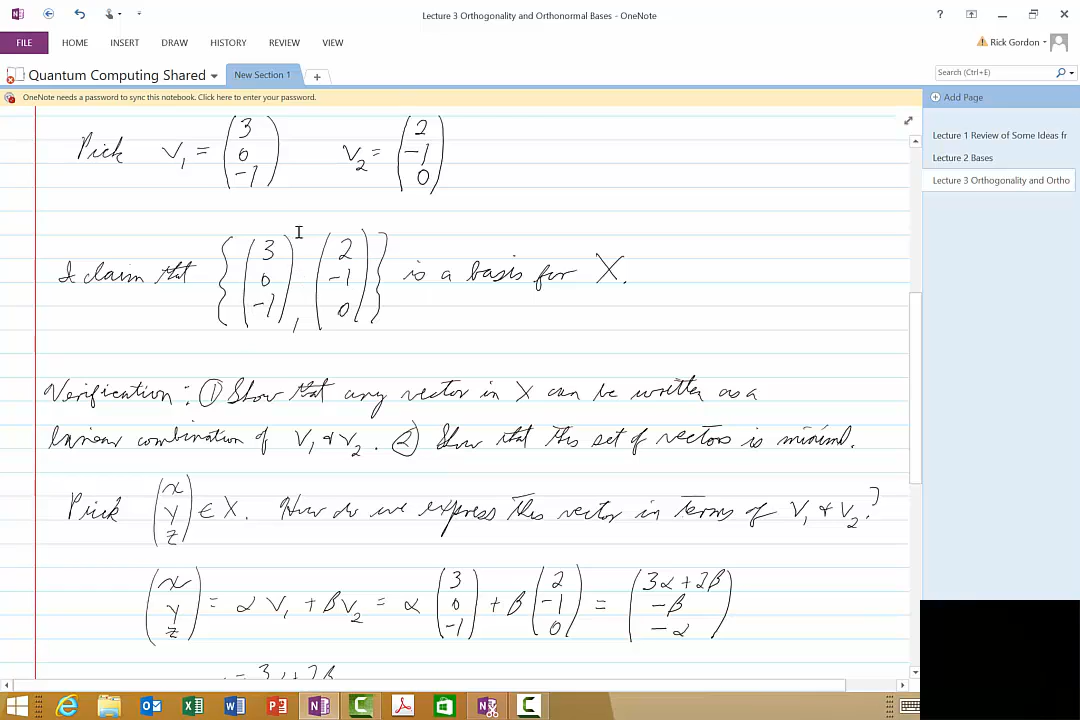 Lecture 3 Orthogonality and Orthonormal Bases - OneNote
FILE HOME INSERT DRAW HISTORY REVIEW VIEW
Rick Gordon
Quantum Computing Shared New Section 1 +
Search (Ctrl+E)
OneNote needs a password to sync this notebook. Click here to enter your password.
Add Page
Lecture 1 Review of Some Ideas fr
Lecture 2 Bases
Lecture 3 Orthogonality and Ortho
Pick V₁ = (3 0 -1) V₂ = (2 -1 0)
I claim that { (3 0 -1) , (2 -1 0) } is a basis for X.
Verification: ① Show that any vector in X can be written as a
linear combination of V₁ & V₂. ② Show that this set of vectors is minimal.
Pick (x y z) ∈ X. How do we express this vector in terms of V₁ & V₂?
(x y z) = α V₁ + β V₂ = α (3 0 -1) + β (2 -1 0) = (3α + 2β -β -α)
= 3α + 2β